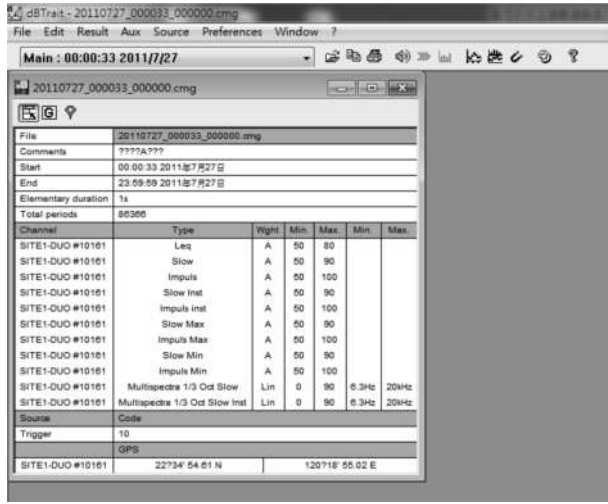 dBTrait - 20110727_000033_000000.cmg
File Edit Result Aux Source Preferences Window ?
Main : 00:00:33 2011/7/27
20110727_000033_000000.cmg
G
File 20110727_000033_000000.cmg
Comments ????A???
Start 00:00:33 2011年7月27日
End 23:59:59 2011年7月27日
Elementary duration 1s
Total periods 86366
Channel Type Wght Min. Max. Min. Max.
SITE1-DUO #10161 Leq A 50 80
SITE1-DUO #10161 Slow A 50 90
SITE1-DUO #10161 Impuls A 50 100
SITE1-DUO #10161 Slow Inst A 50 90
SITE1-DUO #10161 Impuls inst A 50 100
SITE1-DUO #10161 Slow Max A 50 90
SITE1-DUO #10161 Impuls Max A 50 100
SITE1-DUO #10161 Slow Min A 50 90
SITE1-DUO #10161 Impuls Min A 50 100
SITE1-DUO #10161 Multispectra 1/3 Oct Slow Lin 0 90 6.3Hz 20kHz
SITE1-DUO #10161 Multispectra 1/3 Oct Slow Inst Lin 0 90 6.3Hz 20kHz
Source Code
Trigger 10
GPS
SITE1-DUO #10161 22?34' 54.61 N 120?18' 55.02 E